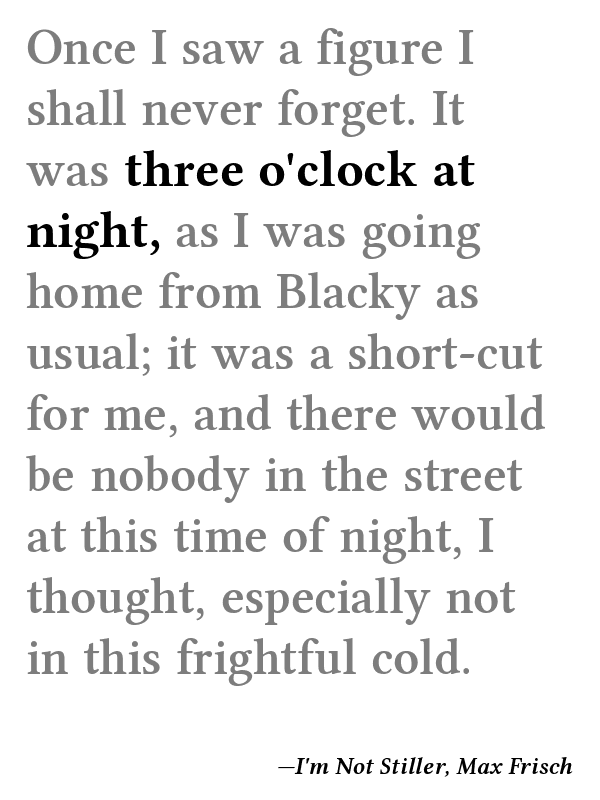 Once I saw a figure I
shall never forget. It
was three o'clock at
night, as I was going
home from Blacky as
usual; it was a short-cut
for me, and there would
be nobody in the street
at this time of night, I
thought, especially not
in this frightful cold.
—I'm Not Stiller, Max Frisch